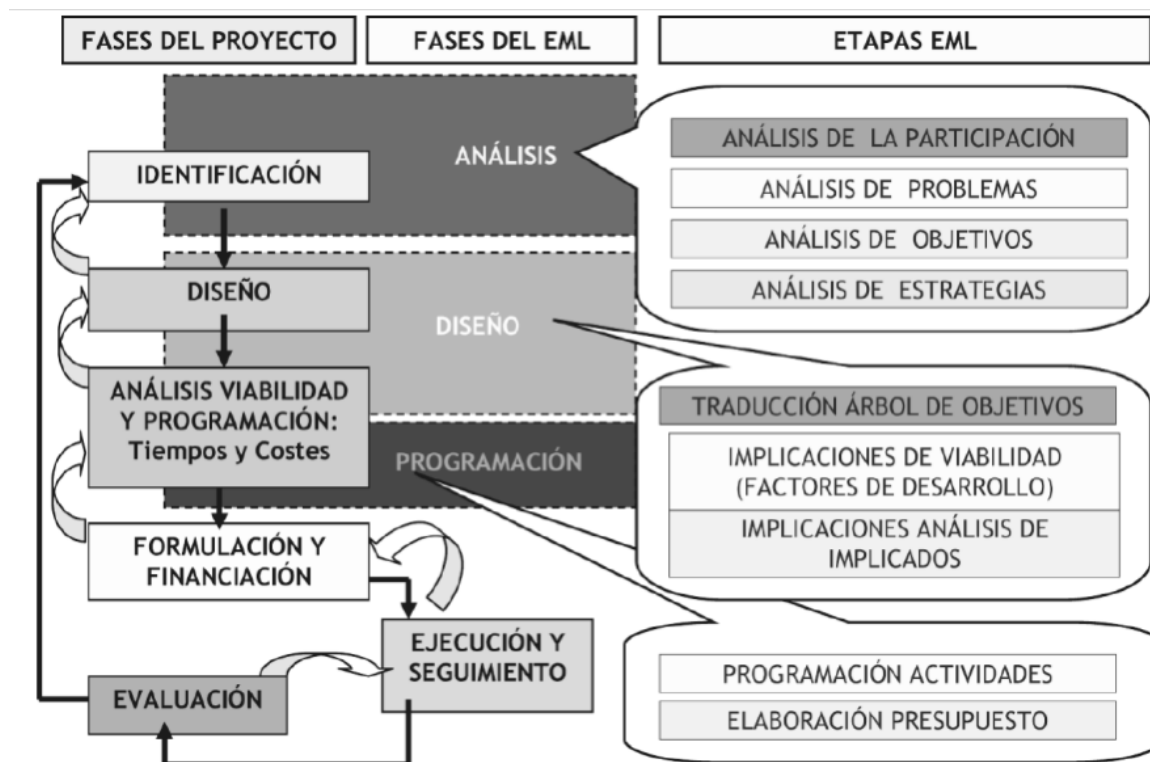 FASES DEL PROYECTO
FASES DEL EML
ETAPAS EML
IDENTIFICACIÓN
DISEÑO
ANÁLISIS VIABILIDAD
Y PROGRAMACIÓN:
Tiempos y Costes
FORMULACIÓN Y
FINANCIACIÓN
EJECUCIÓN Y
SEGUIMIENTO
EVALUACIÓN
ANÁLISIS
DISEÑO
PROGRAMACIÓN
ANÁLISIS DE LA PARTICIPACIÓN
ANÁLISIS DE PROBLEMAS
ANÁLISIS DE OBJETIVOS
ANÁLISIS DE ESTRATEGIAS
TRADUCCIÓN ÁRBOL DE OBJETIVOS
IMPLICACIONES DE VIABILIDAD
(FACTORES DE DESARROLLO)
IMPLICACIONES ANÁLISIS DE
IMPLICADOS
PROGRAMACIÓN ACTIVIDADES
ELABORACIÓN PRESUPUESTO